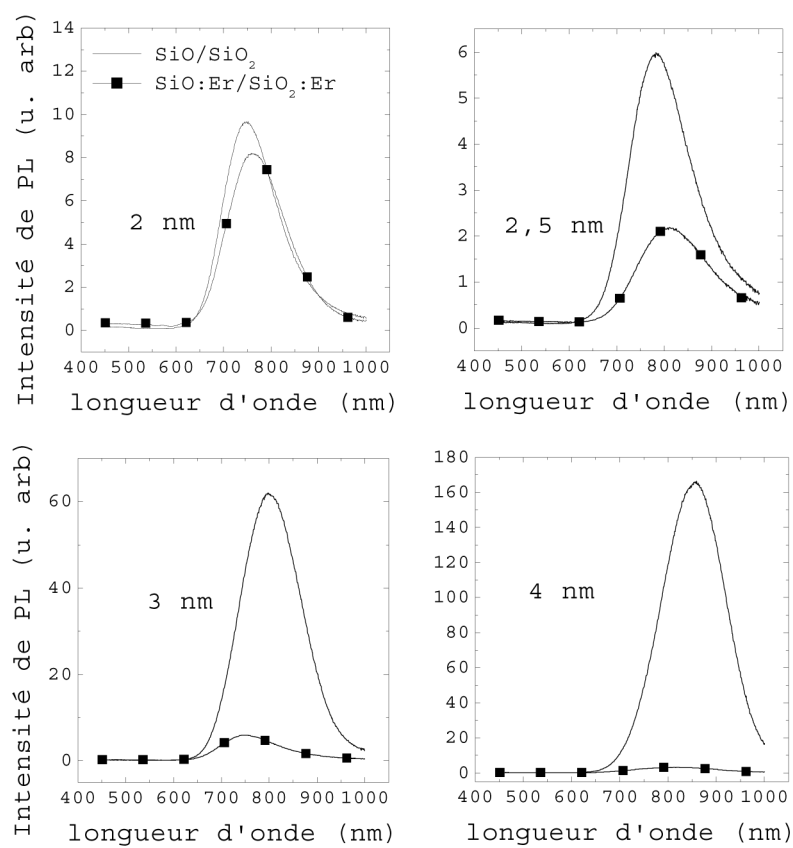 14
12
10
8
6
4
2
0
Intensité de PL (u. arb)
SiO/SiO2
SiO:Er/SiO2:Er
2 nm
400 500 600 700 800 900 1000
longueur d'onde (nm)
6
5
4
3
2
1
0
2,5 nm
400 500 600 700 800 900 1000
longueur d'onde (nm)
60
40
20
0
Intensité de PL (u. arb)
3 nm
400 500 600 700 800 900 1000
longueur d'onde (nm)
180
160
140
120
100
80
60
40
20
0
4 nm
400 500 600 700 800 900 1000
longueur d'onde (nm)